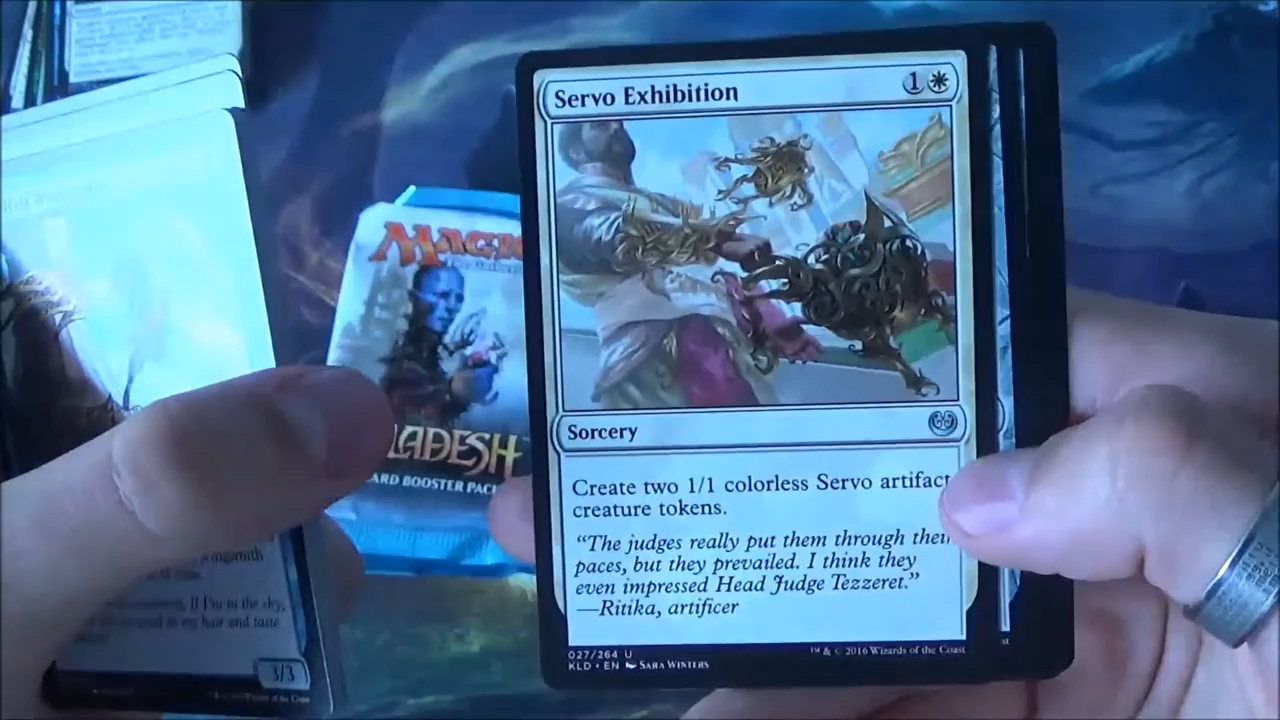 Servo Exhibition
1
Sorcery
Create two 1/1 colorless Servo artifact
creature tokens.
“The judges really put them through their
paces, but they prevailed. I think they
even impressed Head Judge Tezzeret.”
—Ritika, artificer
027/264 U
KLD • EN SARA WINTERS
™ & © 2016 Wizards of the Coast
MAGIC
LADESH
ARD BOOSTER PACK
3/3